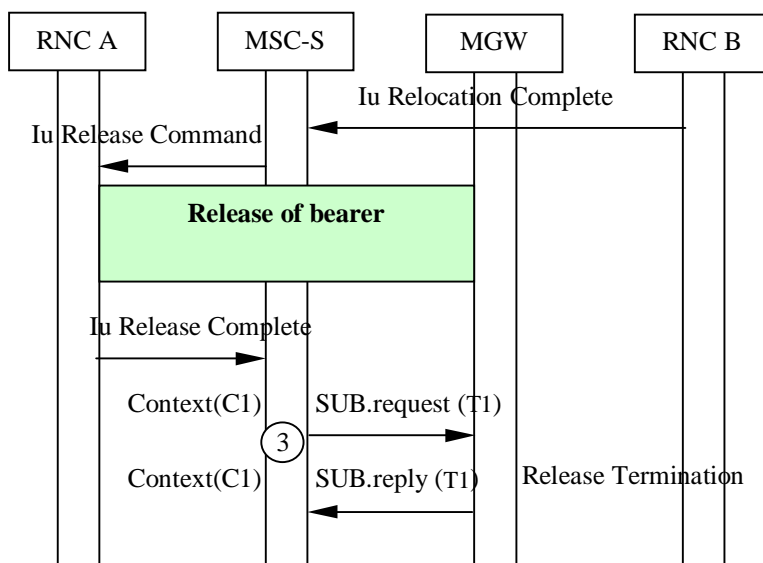 RNC A MSC-S MGW RNC B
Iu Relocation Complete
Iu Release Command
Release of bearer
Iu Release Complete
Context(C1) SUB.request (T1)
3
Context(C1) SUB.reply (T1) Release Termination